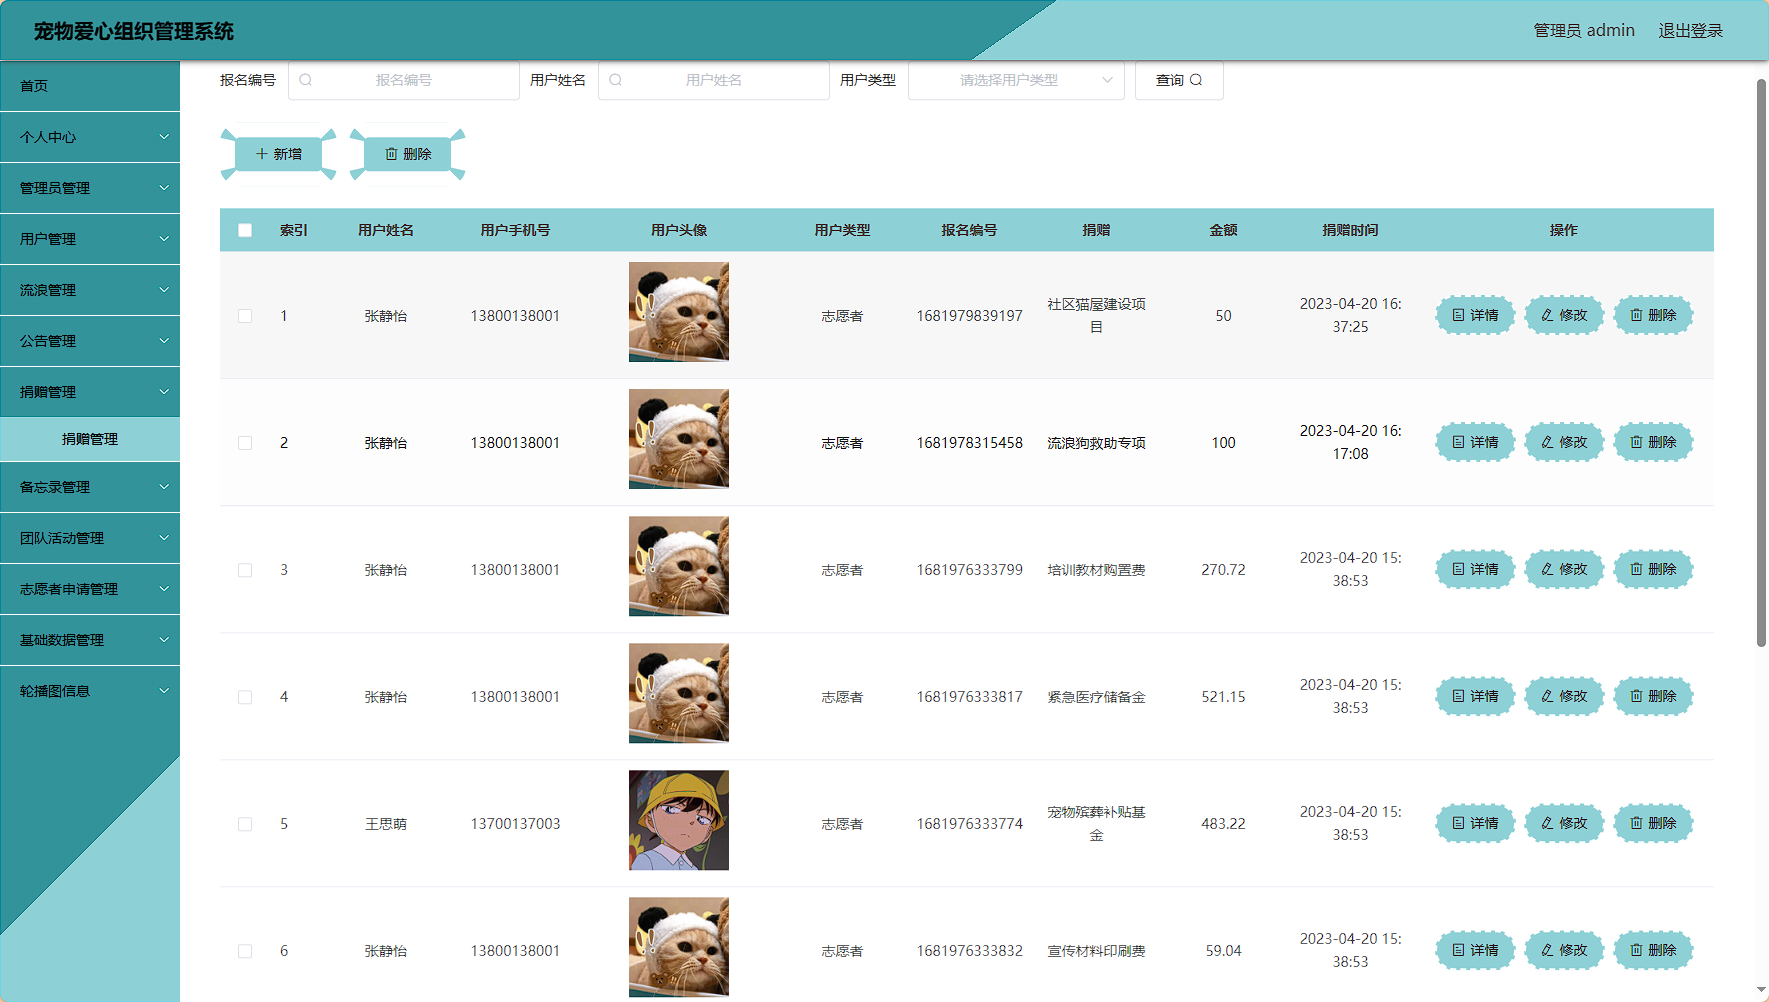 宠物爱心组织管理系统
管理员 admin 退出登录
首页
个人中心
管理员管理
用户管理
流浪管理
公告管理
捐赠管理
捐赠管理
备忘录管理
团队活动管理
志愿者申请管理
基础数据管理
轮播图信息
报名编号 报名编号 用户姓名 用户姓名 用户类型 请选择用户类型 查询
新增 删除
索引 用户姓名 用户手机号 用户头像 用户类型 报名编号 捐赠 金额 捐赠时间 操作
1 张静怡 13800138001 志愿者 1681979839197 社区猫屋建设项
目 50 2023-04-20 16:
37:25 详情 修改 删除
2 张静怡 13800138001 志愿者 1681978315458 流浪狗救助专项 100 2023-04-20 16:
17:08 详情 修改 删除
3 张静怡 13800138001 志愿者 1681976333799 培训教材购置费 270.72 2023-04-20 15:
38:53 详情 修改 删除
4 张静怡 13800138001 志愿者 1681976333817 紧急医疗储备金 521.15 2023-04-20 15:
38:53 详情 修改 删除
5 王思萌 13700137003 志愿者 1681976333774 宠物殡葬补贴基
金 483.22 2023-04-20 15:
38:53 详情 修改 删除
6 张静怡 13800138001 志愿者 1681976333832 宣传材料印刷费 59.04 2023-04-20 15:
38:53 详情 修改 删除